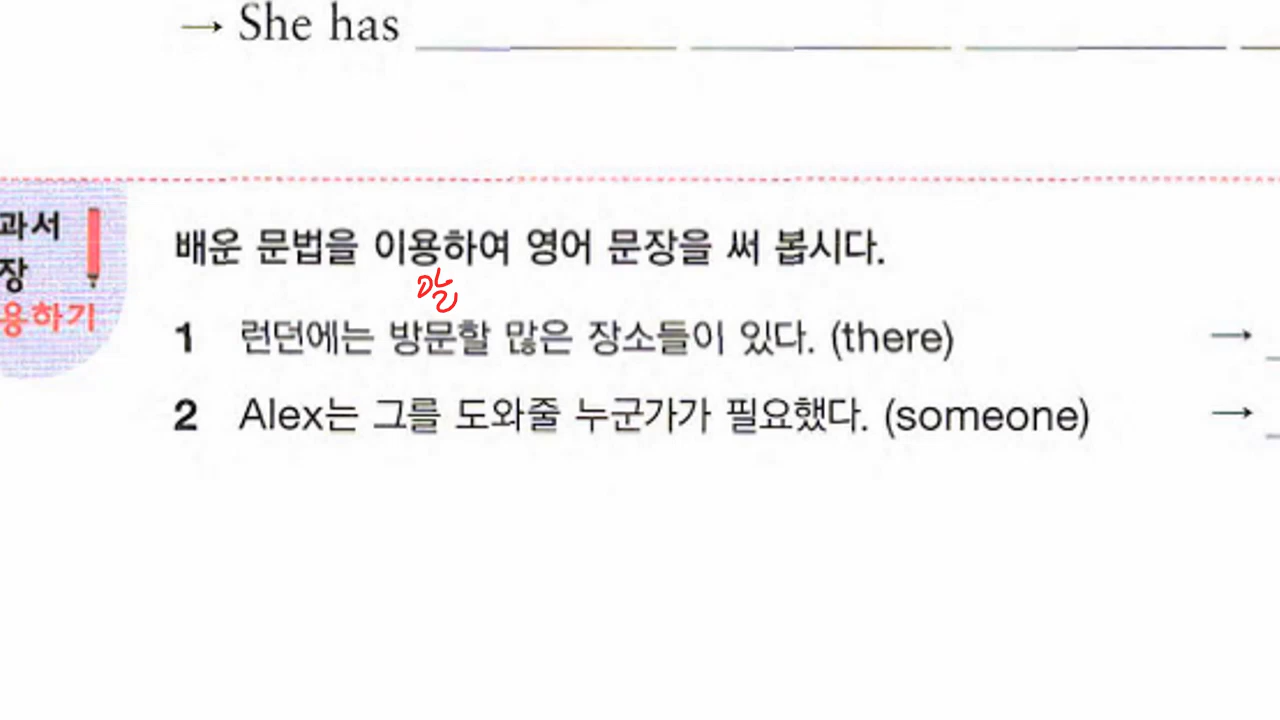 → She has
과서
장
용하기
배운 문법을 이용하여 영어 문장을 써 봅시다.
말
1 런던에는 방문할 많은 장소들이 있다. (there) →
2 Alex는 그를 도와줄 누군가가 필요했다. (someone) →